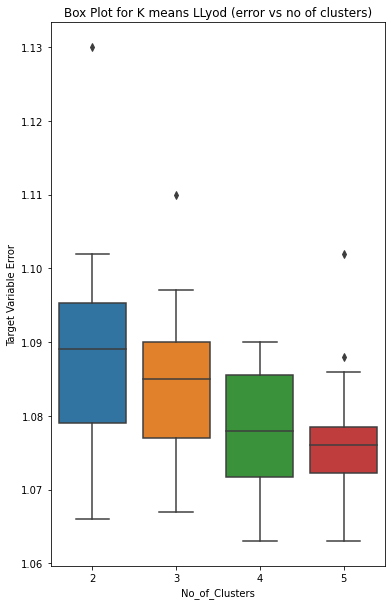 Box Plot for K means LLyod (error vs no of clusters)
1.13
1.12
1.11
1.10
1.09
1.08
1.07
1.06
Target Variable Error
2 3 4 5
No_of_Clusters